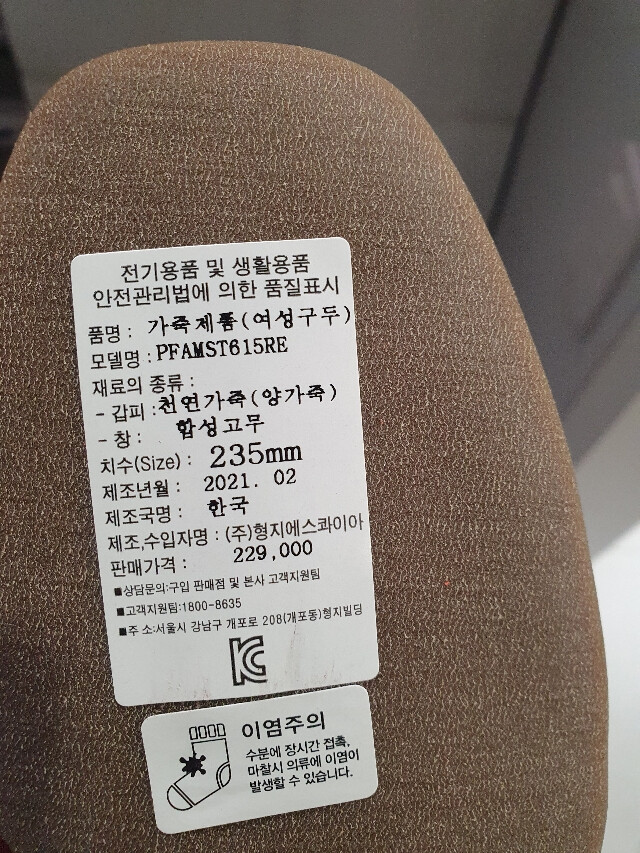 전기용품 및 생활용품
안전관리법에 의한 품질표시
품명 : 가죽제품(여성구두)
모델명 : PFAMST615RE
재료의 종류 :
- 갑피 : 천연가죽(양가죽)
- 창 : 합성고무
치수(Size) : 235mm
제조년월 : 2021. 02
제조국명 : 한국
제조,수입자명 : (주)형지에스콰이아
판매가격 : 229,000
■상담문의:구입 판매점 및 본사 고객지원팀
■고객지원팀:1800-8635
■주 소:서울시 강남구 개포로 208(개포동)형지빌딩
KC
이염주의
수분에 장시간 접촉,
마찰시 의류에 이염이
발생할 수 있습니다.